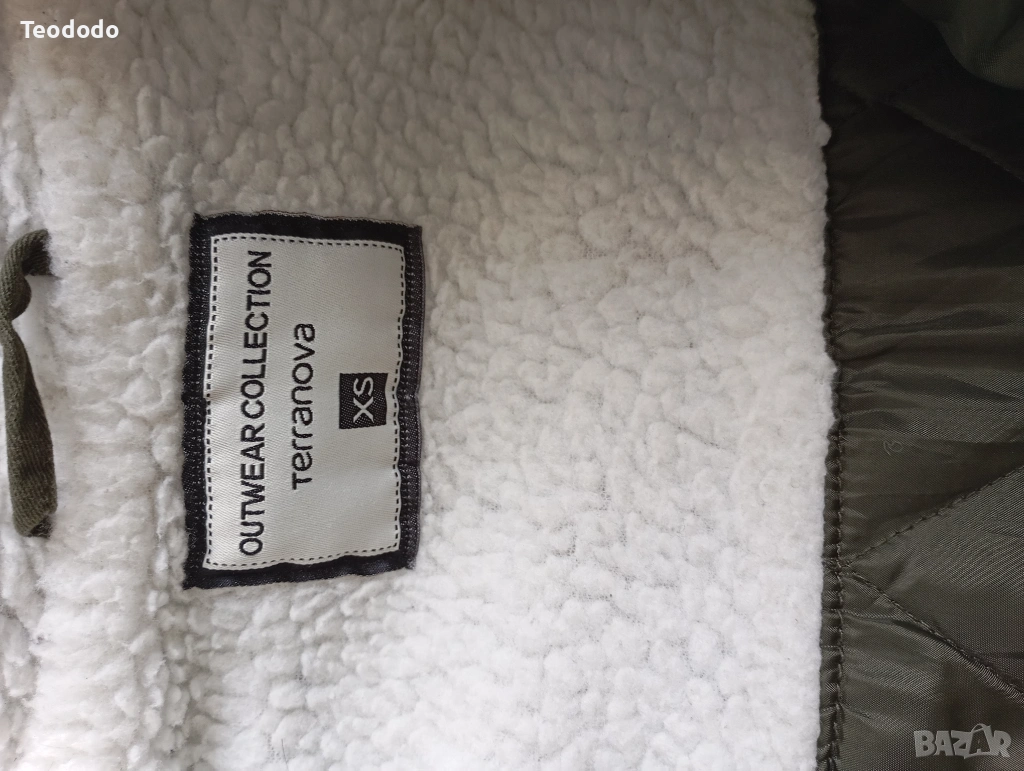 Teododo
OUTWEAR COLLECTION
Terranova
XS
BAZAR